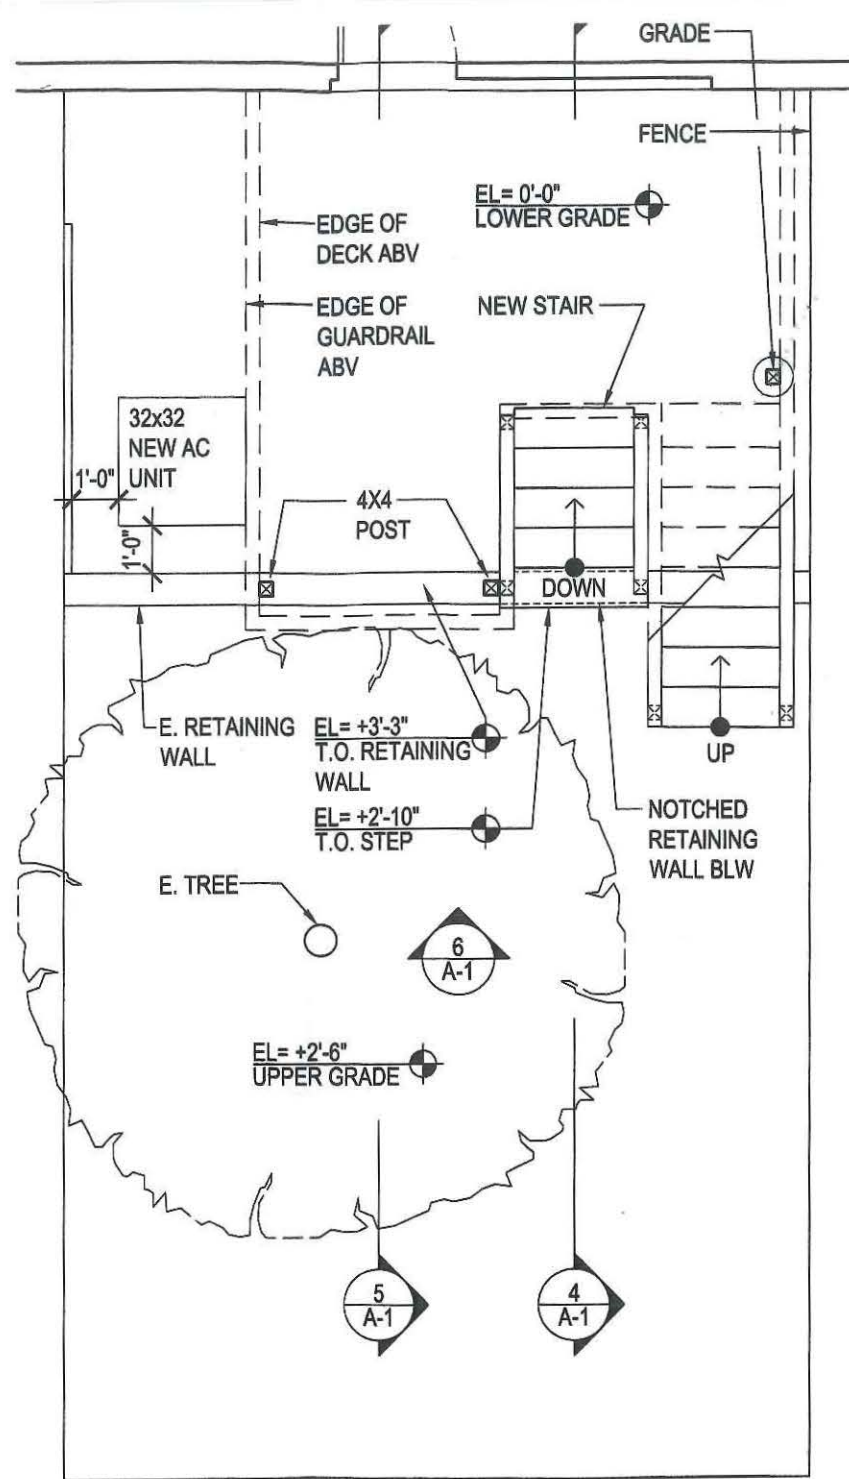 GRADE
FENCE
EL= 0'-0"
LOWER GRADE
EDGE OF
DECK ABV
EDGE OF
GUARDRAIL
ABV
NEW STAIR
32x32
NEW AC
UNIT
1'-0"
1'-0"
4X4
POST
DOWN
E. RETAINING
WALL
EL= +3'-3"
T.O. RETAINING
WALL
UP
EL= +2'-10"
T.O. STEP
NOTCHED
RETAINING
WALL BLW
E. TREE
6
A-1
EL= +2'-6"
UPPER GRADE
5
A-1
4
A-1